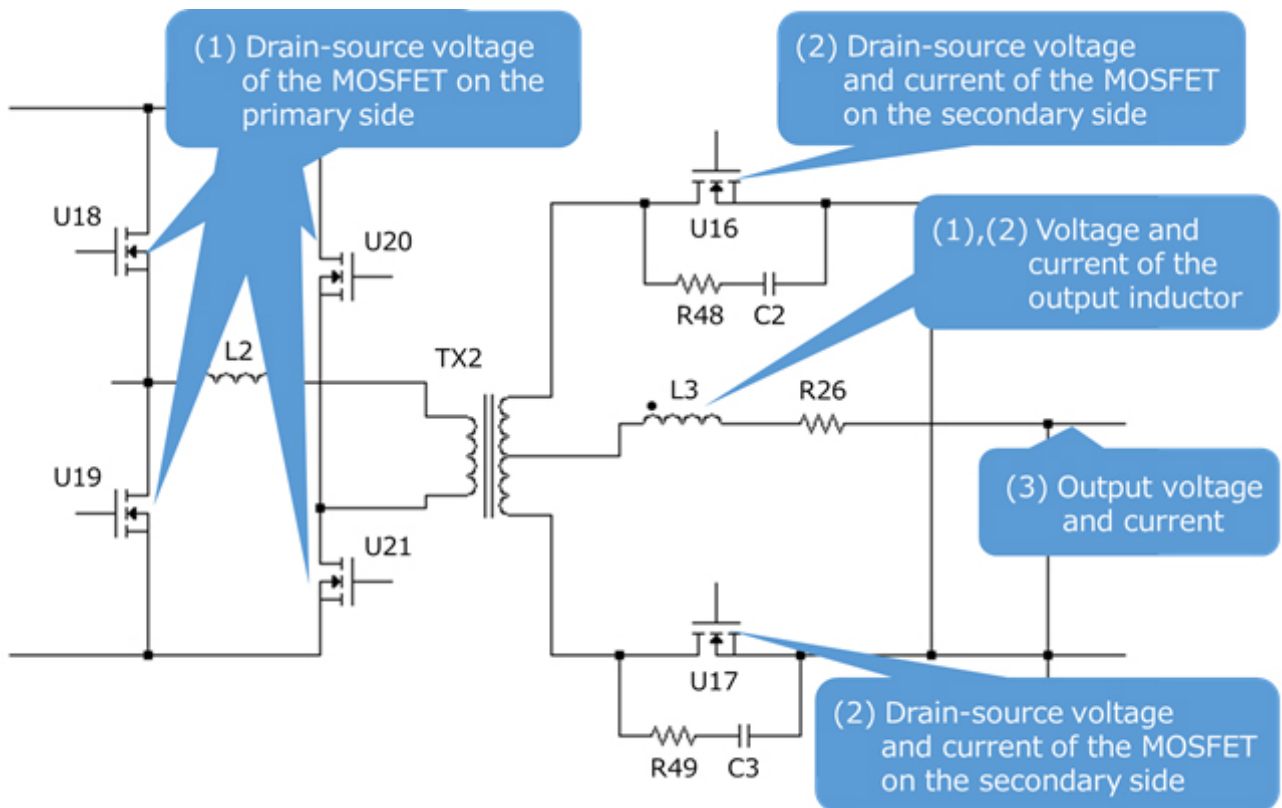 (1) Drain-source voltage
of the MOSFET on the
primary side
(2) Drain-source voltage
and current of the MOSFET
on the secondary side
U18
U20
U16
(1),(2) Voltage and
current of the
output inductor
R48
C2
L2
TX2
L3
R26
U19
(3) Output voltage
and current
U21
U17
(2) Drain-source voltage
and current of the MOSFET
on the secondary side
R49
C3